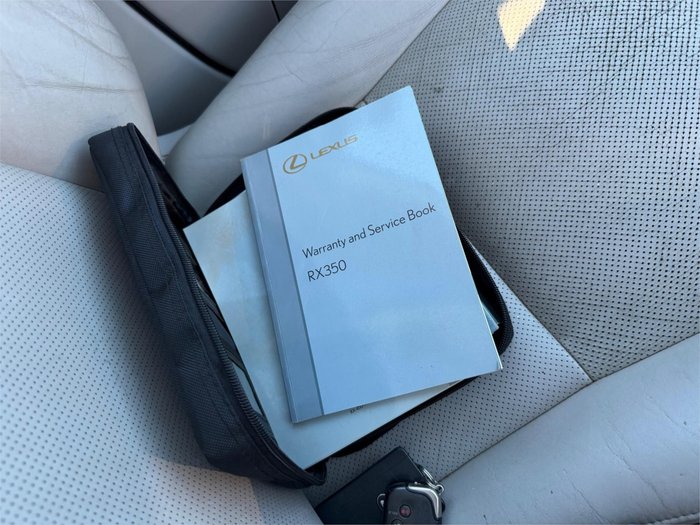 LEXUS
Warranty and Service Book
RX350